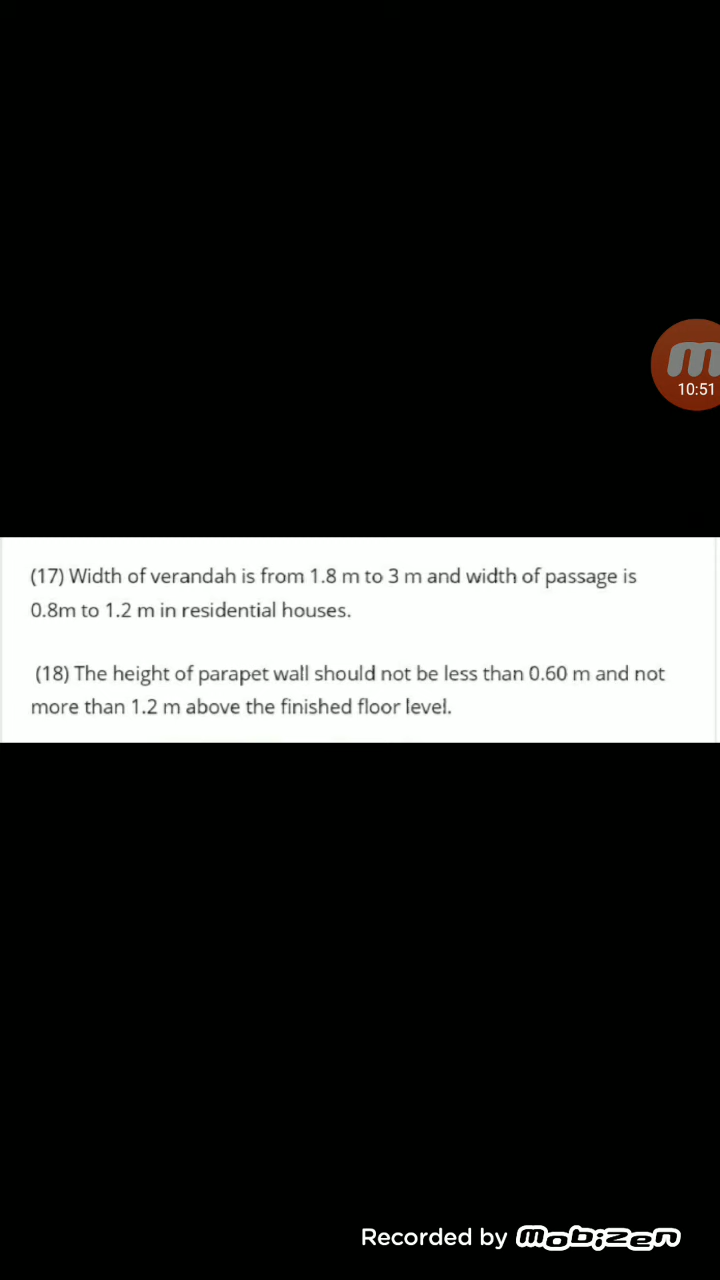 m
10:51
(17) Width of verandah is from 1.8 m to 3 m and width of passage is
0.8m to 1.2 m in residential houses.
(18) The height of parapet wall should not be less than 0.60 m and not
more than 1.2 m above the finished floor level.
Recorded by mobizen